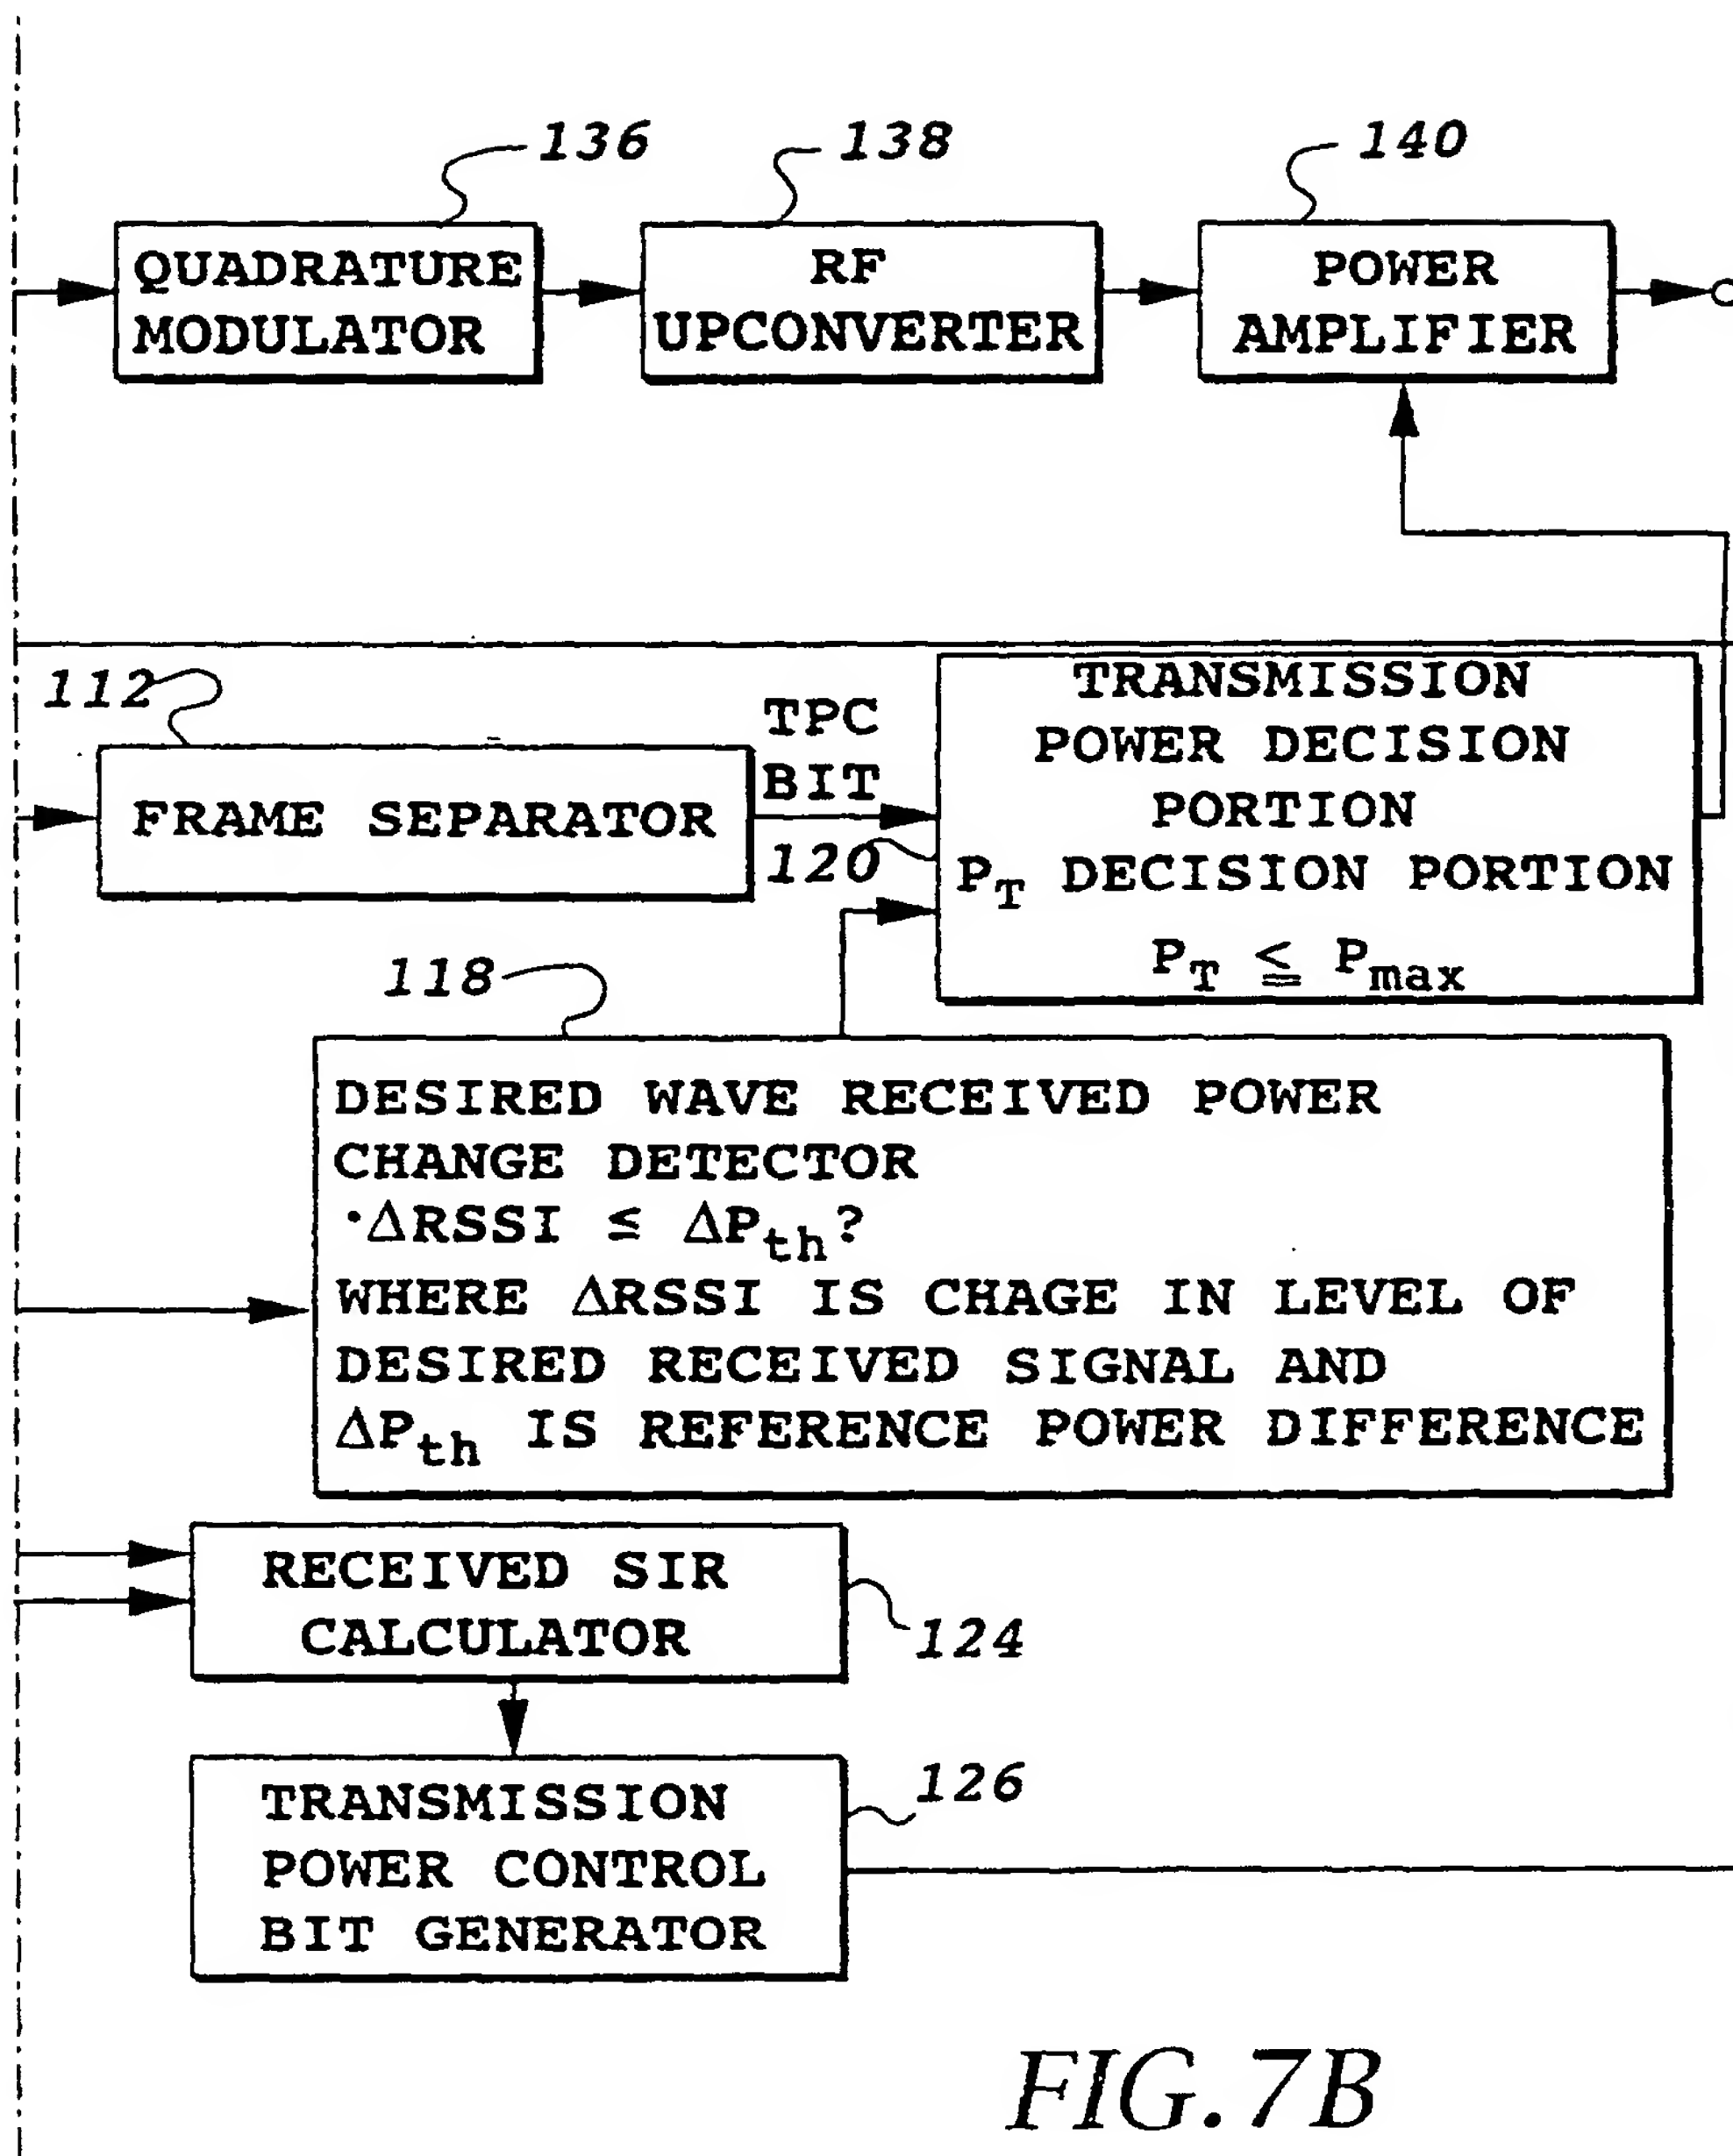 136
138
140
QUADRATURE
MODULATOR
RF
UPCONVERTER
POWER
AMPLIFIER
112
FRAME SEPARATOR
TPC
BIT
120
TRANSMISSION
POWER DECISION
PORTION
PT DECISION PORTION
PT ≦ Pmax
118
DESIRED WAVE RECEIVED POWER
CHANGE DETECTOR
·ΔRSSI ≤ ΔPth?
WHERE ΔRSSI IS CHAGE IN LEVEL OF
DESIRED RECEIVED SIGNAL AND
ΔPth IS REFERENCE POWER DIFFERENCE
RECEIVED SIR
CALCULATOR
124
TRANSMISSION
POWER CONTROL
BIT GENERATOR
126
FIG.7B